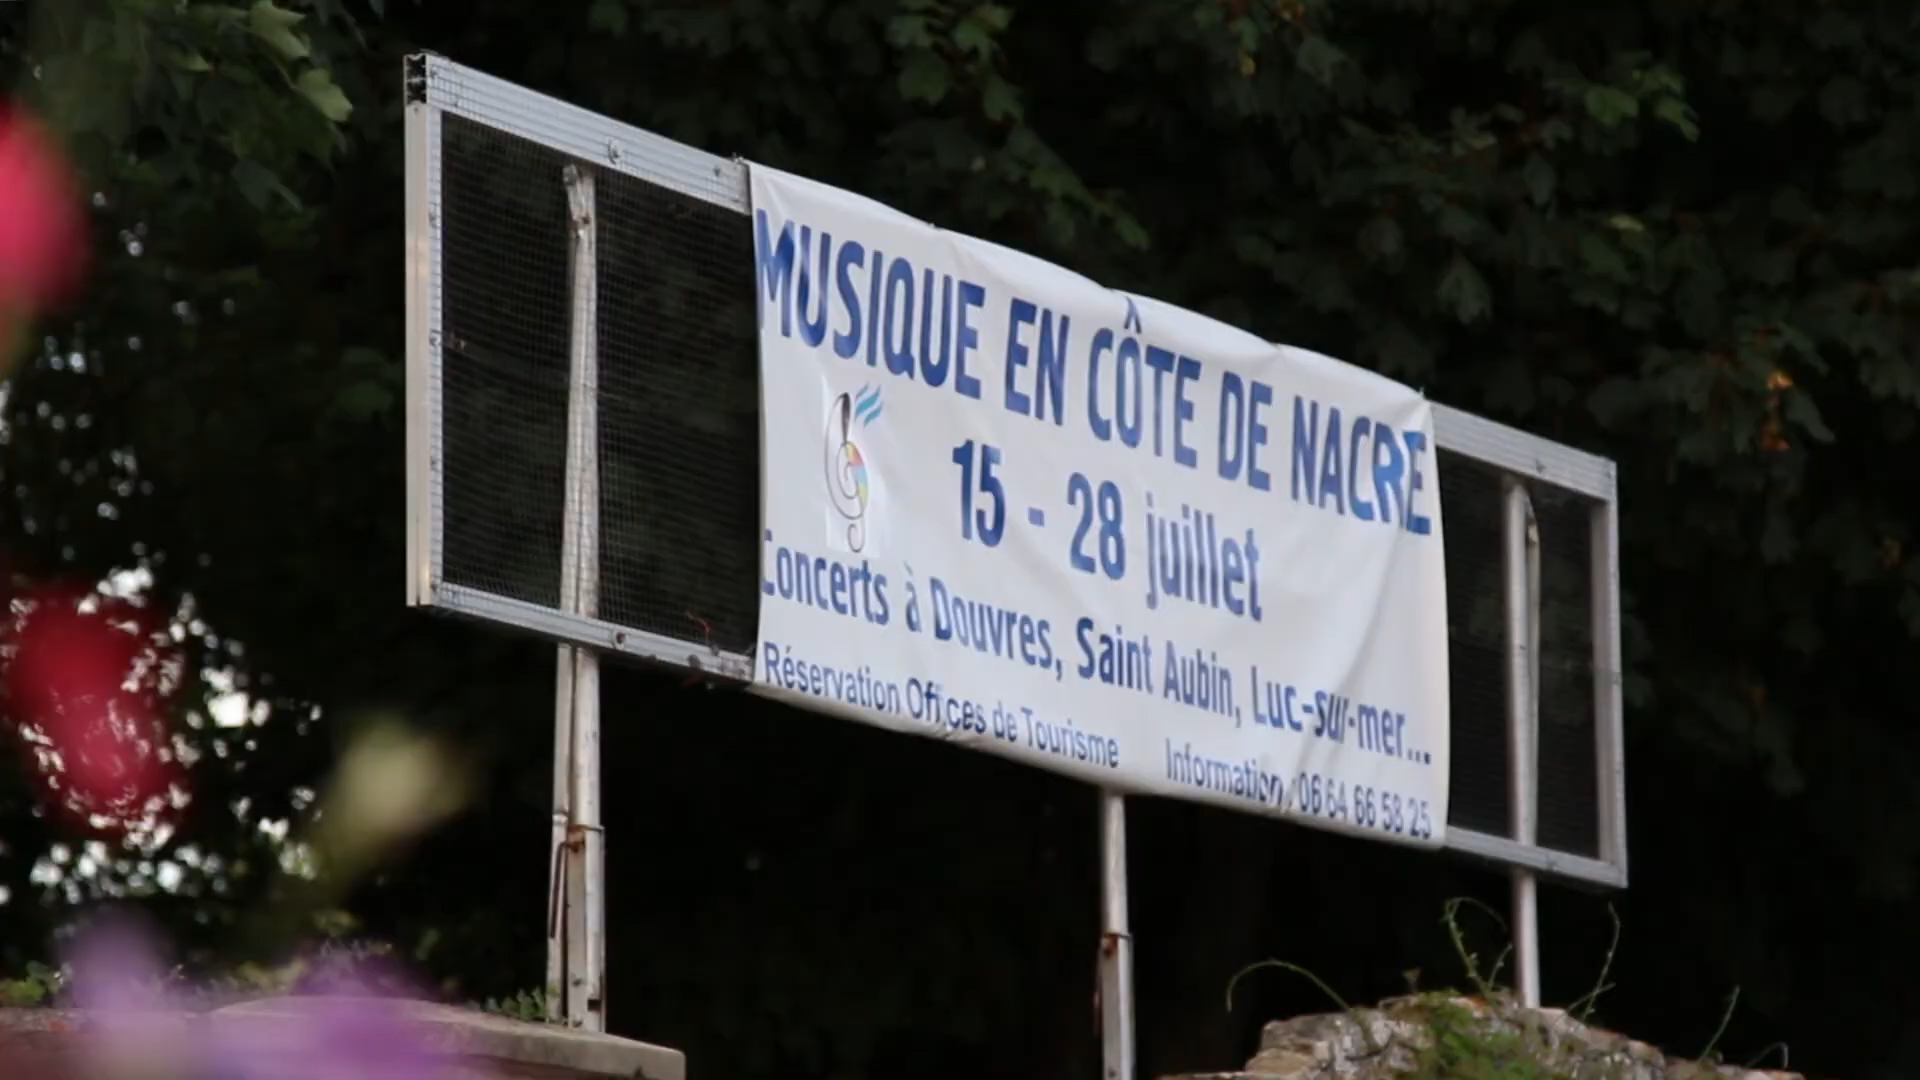 MUSIQUE EN CÔTE DE NACRE
15 - 28 juillet
Concerts à Douvres, Saint Aubin, Luc-sur-mer...
Réservation Offices de Tourisme Information : 06 64 66 58 25